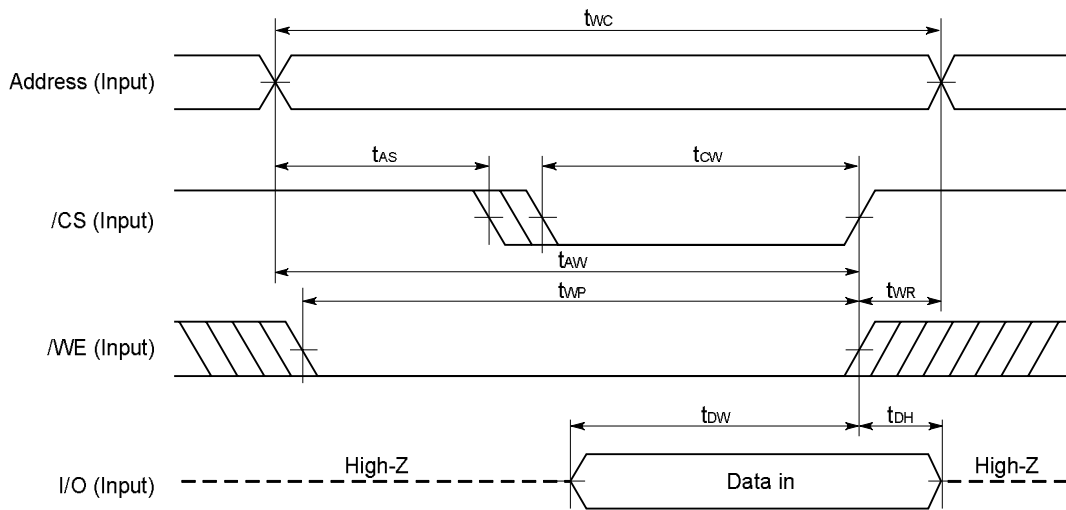 tWC
Address (Input)
tAS
tCW
/CS (Input)
tAW
tWP
tWR
/WE (Input)
tDW
tDH
High-Z
Data in
High-Z
I/O (Input)